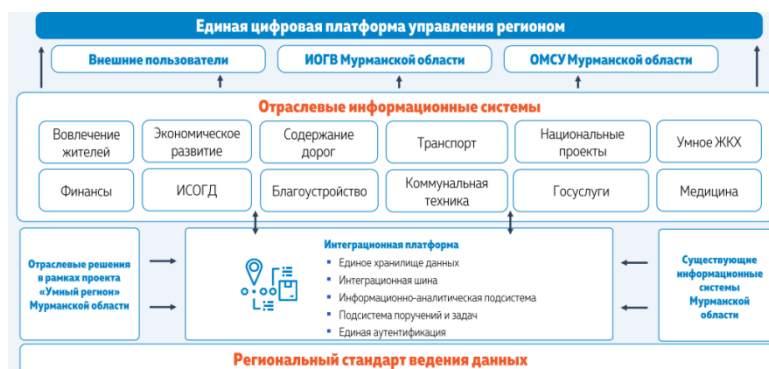 Единая цифровая платформа управления регионом
Внешние пользователи
ИОГВ Мурманской области
ОМСУ Мурманской области
Отраслевые информационные системы
Вовлечение
жителей
Экономическое
развитие
Содержание
дорог
Транспорт
Национальные
проекты
Умное ЖКХ
Финансы
ИСОГД
Благоустройство
Коммунальная
техника
Госуслуги
Медицина
Отраслевые решения
в рамках проекта
«Умный регион»
Мурманской области
Интеграционная платформа
Единое хранилище данных
Интеграционная шина
Информационно-аналитическая подсистема
Подсистема поручений и задач
Единая аутентификация
Существующие
информационные
системы
Мурманской
области
Региональный стандарт ведения данных